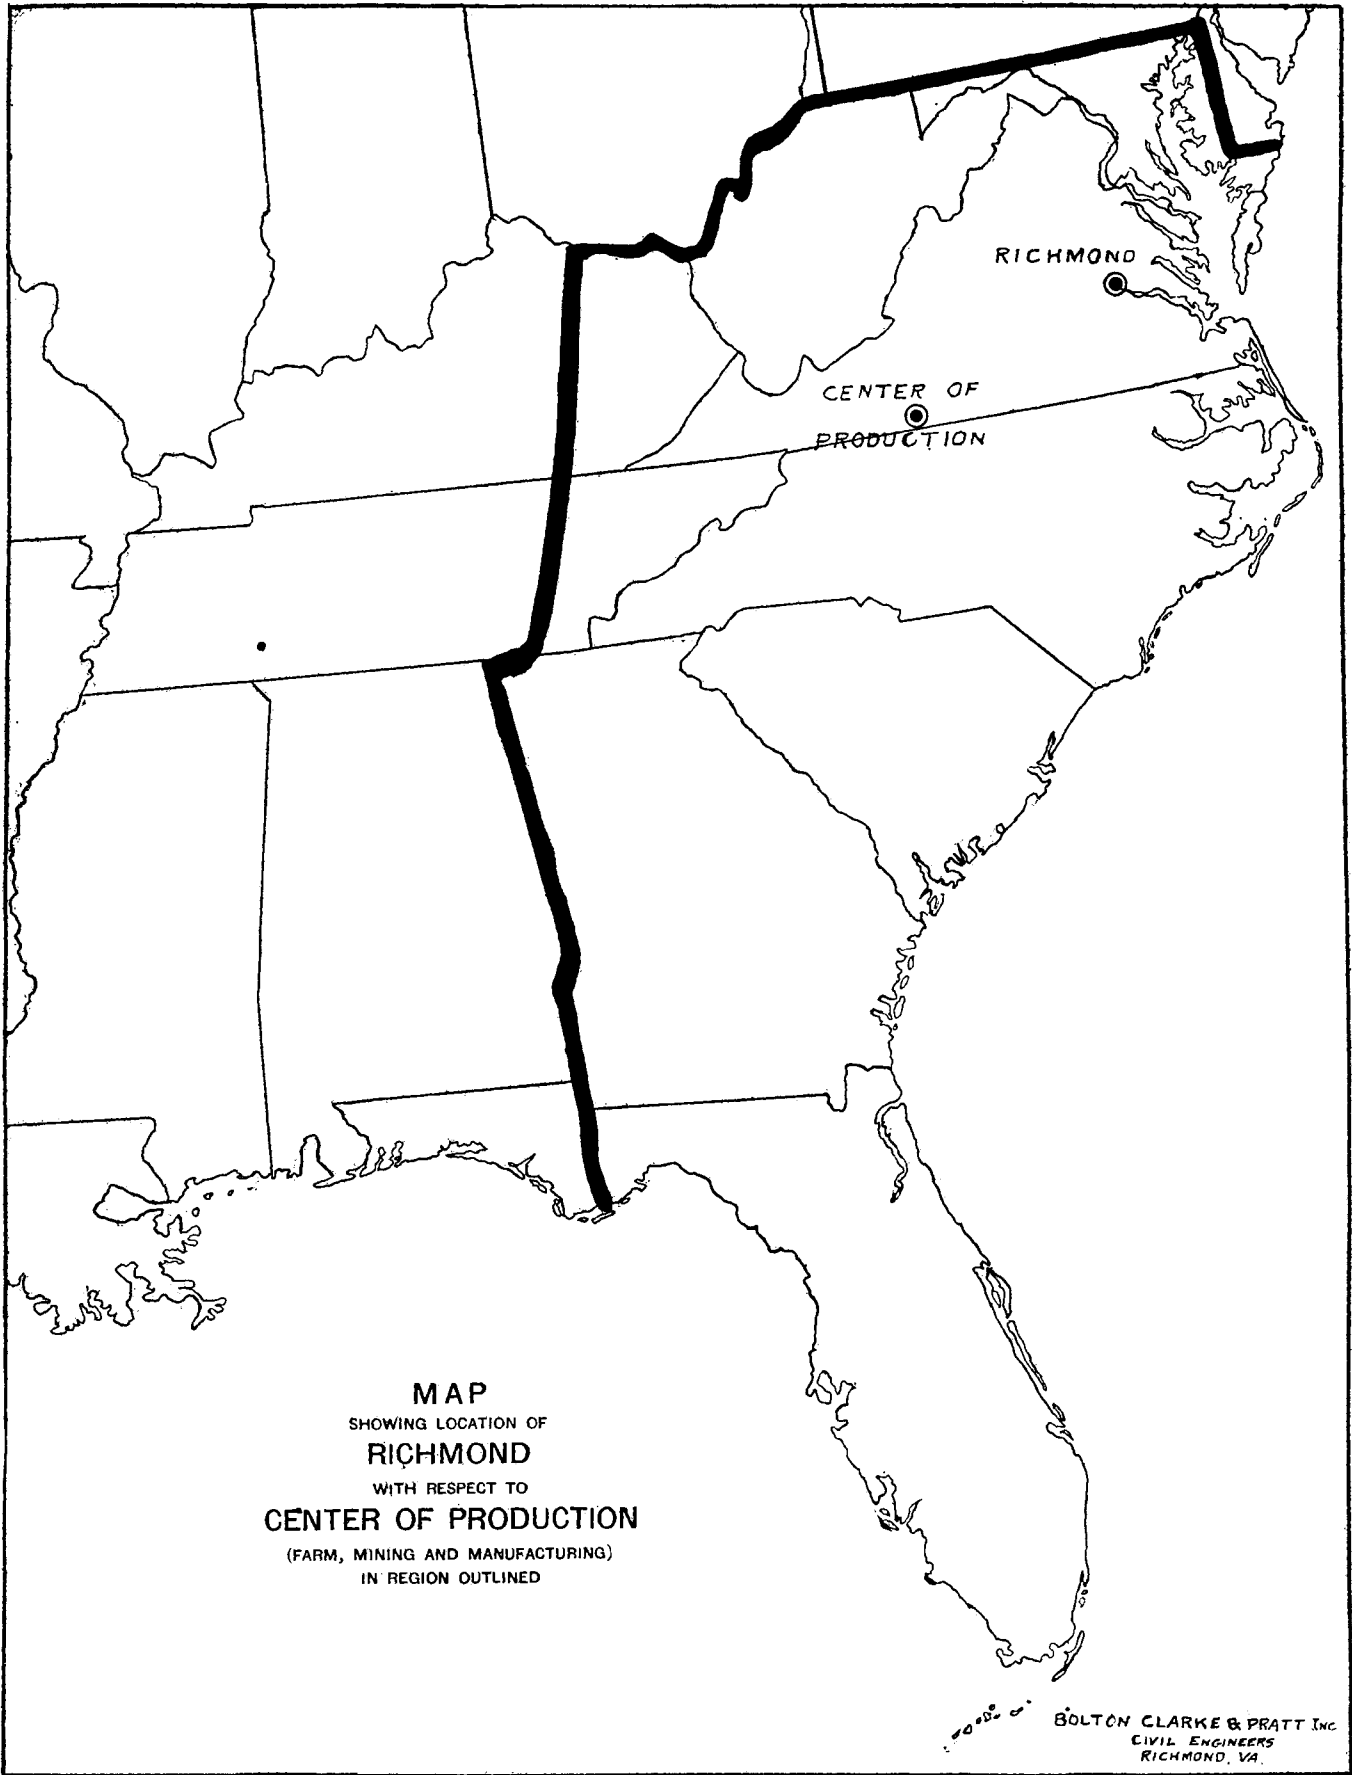 RICHMOND
CENTER OF
PRODUCTION
MAP
SHOWING LOCATION OF
RICHMOND
WITH RESPECT TO
CENTER OF PRODUCTION
(FARM, MINING AND MANUFACTURING)
IN REGION OUTLINED
BOLTON CLARKE & PRATT INC
CIVIL ENGINEERS
RICHMOND, VA.